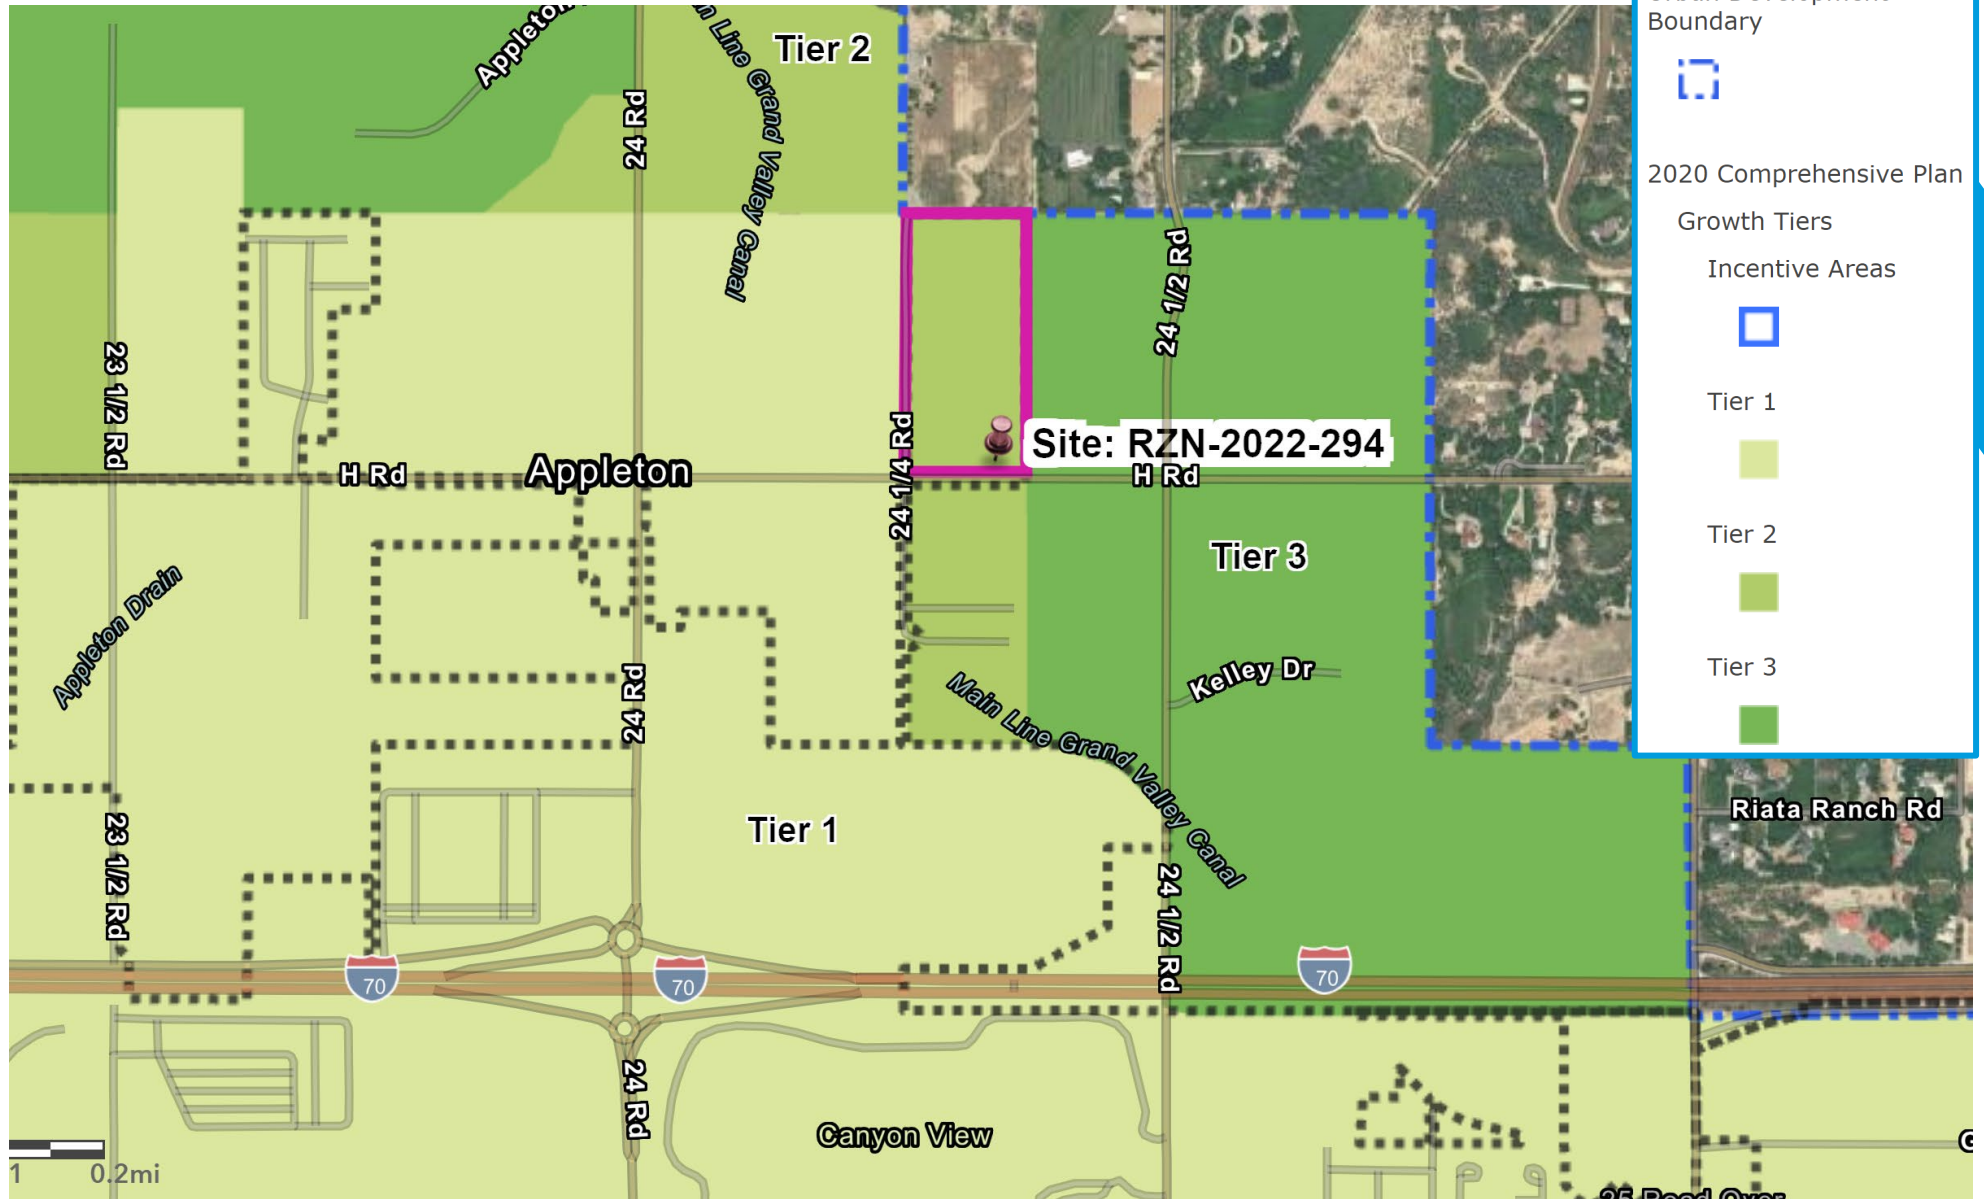 Appleton
n Line Grand Valley Canal
Tier 2
24 Rd
Boundary
2020 Comprehensive Plan
Growth Tiers
Incentive Areas
Tier 1
Tier 2
Tier 3
23 1/2 Rd
24 1/2 Rd
24 1/4 Rd
Site: RZN-2022-294
H Rd
Appleton
H Rd
Tier 3
Appleton Drain
24 Rd
Kelley Dr
Main Line Grand Valley Canal
Tier 1
23 1/2 Rd
24 1/2 Rd
Riata Ranch Rd
70
70
70
24 Rd
Canyon View
1
0.2mi